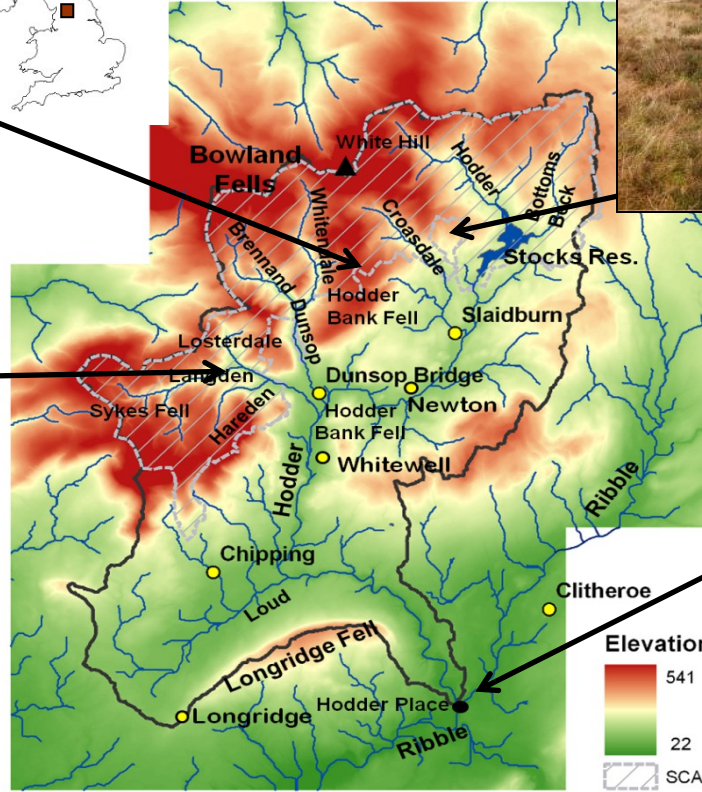 White Hill
Bowland
Fells
Hodder
Bottoms
Beck
Whitendale
Croasdale
Brennand
Stocks Res.
Hodder
Bank Fell
Dunsop
Slaidburn
Losterdale
Langden
Dunsop Bridge
Sykes Fell
Hareden
Newton
Hodder
Bank Fell
Whitewell
Hodder
Ribble
Chipping
Clitheroe
Loud
Longridge Fell
Elevation
541
Hodder Place
Longridge
Ribble
22
SCA